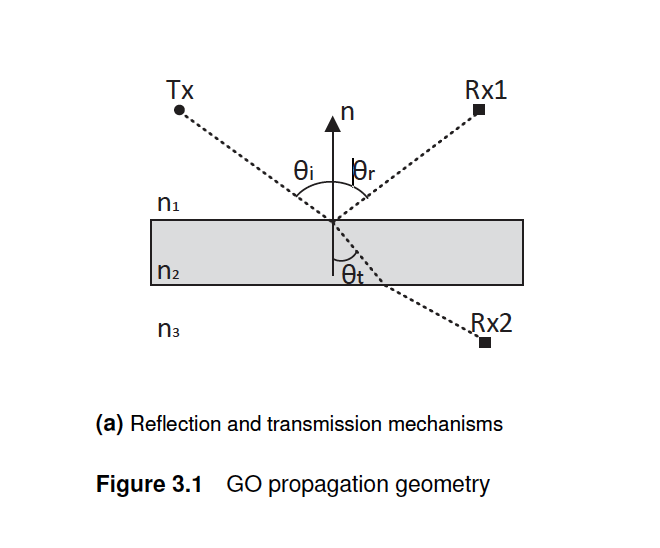 Tx
Rx1
n
θi
θr
n1
n2
θt
n3
Rx2
(a) Reflection and transmission mechanisms
Figure 3.1 GO propagation geometry